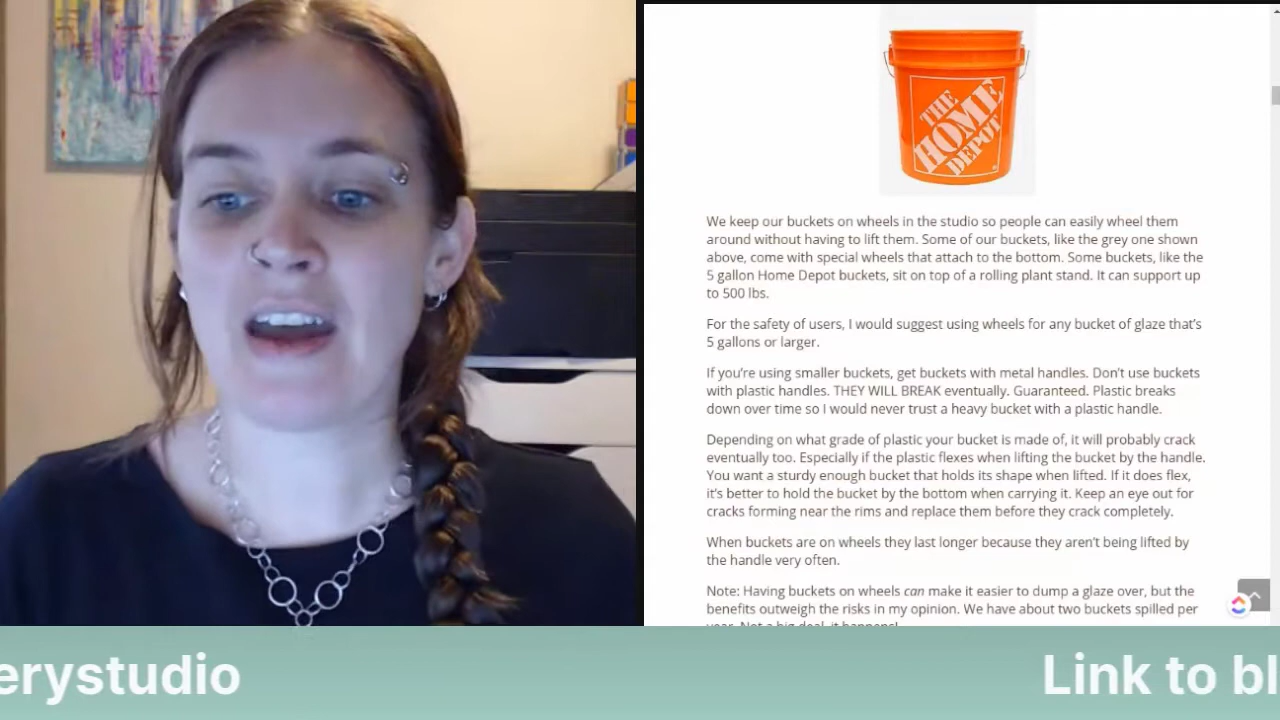 THE
HOME
DEPOT
We keep our buckets on wheels in the studio so people can easily wheel them
around without having to lift them. Some of our buckets, like the grey one shown
above, come with special wheels that attach to the bottom. Some buckets, like the
5 gallon Home Depot buckets, sit on top of a rolling plant stand. It can support up
to 500 lbs.
For the safety of users, I would suggest using wheels for any bucket of glaze that's
5 gallons or larger.
If you're using smaller buckets, get buckets with metal handles. Don't use buckets
with plastic handles. THEY WILL BREAK eventually. Guaranteed. Plastic breaks
down over time so I would never trust a heavy bucket with a plastic handle.
Depending on what grade of plastic your bucket is made of, it will probably crack
eventually too. Especially if the plastic flexes when lifting the bucket by the handle.
You want a sturdy enough bucket that holds its shape when lifted. If it does flex,
it's better to hold the bucket by the bottom when carrying it. Keep an eye out for
cracks forming near the rims and replace them before they crack completely.
When buckets are on wheels they last longer because they aren't being lifted by
the handle very often.
Note: Having buckets on wheels can make it easier to dump a glaze over, but the
benefits outweigh the risks in my opinion. We have about two buckets spilled per
year. Not a big deal, it happens!
erystudio
Link to bl